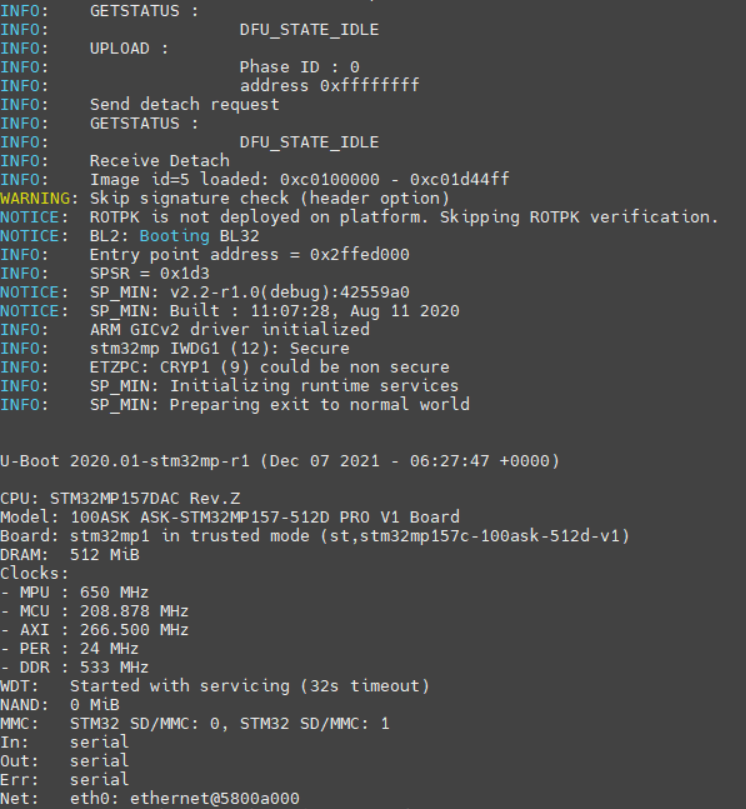 INFO:    GETSTATUS :
INFO:                   DFU_STATE_IDLE
INFO:    UPLOAD :
INFO:                   Phase ID : 0
INFO:                   address 0xffffffff
INFO:    Send detach request
INFO:    GETSTATUS :
INFO:                   DFU_STATE_IDLE
INFO:    Receive Detach
INFO:    Image id=5 loaded: 0xc0100000 - 0xc01d44ff
WARNING: Skip signature check (header option)
NOTICE:  ROTPK is not deployed on platform. Skipping ROTPK verification.
NOTICE:  BL2: Booting BL32
INFO:    Entry point address = 0x2ffed000
INFO:    SPSR = 0x1d3
NOTICE:  SP_MIN: v2.2-r1.0(debug):42559a0
NOTICE:  SP_MIN: Built : 11:07:28, Aug 11 2020
INFO:    ARM GICv2 driver initialized
INFO:    stm32mp IWDG1 (12): Secure
INFO:    ETZPC: CRYP1 (9) could be non secure
INFO:    SP_MIN: Initializing runtime services
INFO:    SP_MIN: Preparing exit to normal world
U-Boot 2020.01-stm32mp-r1 (Dec 07 2021 - 06:27:47 +0000)
CPU: STM32MP157DAC Rev.Z
Model: 100ASK ASK-STM32MP157-512D PRO V1 Board
Board: stm32mp1 in trusted mode (st,stm32mp157c-100ask-512d-v1)
DRAM:  512 MiB
Clocks:
- MPU : 650 MHz
- MCU : 208.878 MHz
- AXI : 266.500 MHz
- PER : 24 MHz
- DDR : 533 MHz
WDT:   Started with servicing (32s timeout)
NAND:  0 MiB
MMC:   STM32 SD/MMC: 0, STM32 SD/MMC: 1
In:    serial
Out:   serial
Err:   serial
Net:   eth0: ethernet@5800a000